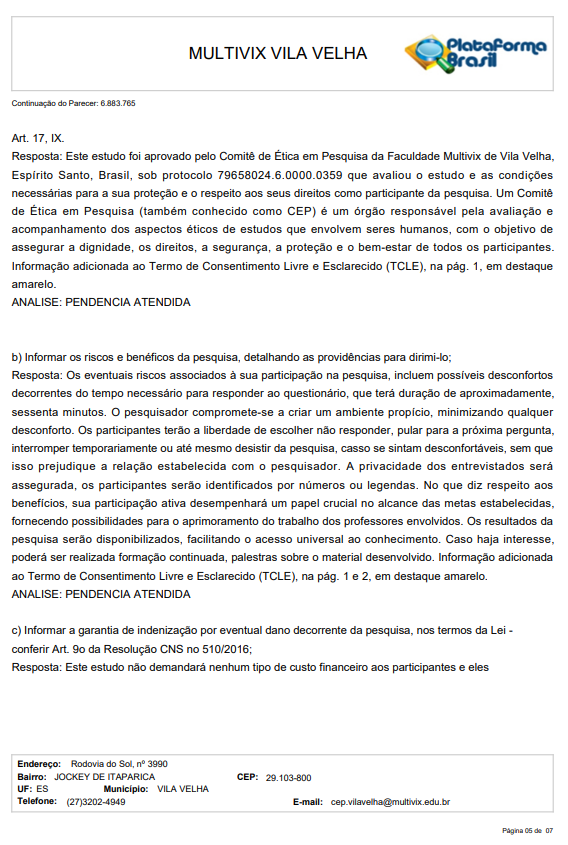 MULTIVIX VILA VELHA
Plataforma
Brasil
Continuação do Parecer: 6.883.765
Art. 17, IX.
Resposta: Este estudo foi aprovado pelo Comitê de Ética em Pesquisa da Faculdade Multivix de Vila Velha,
Espírito Santo, Brasil, sob protocolo 79658024.6.0000.0359 que avaliou o estudo e as condições
necessárias para a sua proteção e o respeito aos seus direitos como participante da pesquisa. Um Comitê
de Ética em Pesquisa (também conhecido como CEP) é um órgão responsável pela avaliação e
acompanhamento dos aspectos éticos de estudos que envolvem seres humanos, com o objetivo de
assegurar a dignidade, os direitos, a segurança, a proteção e o bem-estar de todos os participantes.
Informação adicionada ao Termo de Consentimento Livre e Esclarecido (TCLE), na pág. 1, em destaque
amarelo.
ANALISE: PENDENCIA ATENDIDA
b) Informar os riscos e benéficos da pesquisa, detalhando as providências para dirimi-lo;
Resposta: Os eventuais riscos associados à sua participação na pesquisa, incluem possíveis desconfortos
decorrentes do tempo necessário para responder ao questionário, que terá duração de aproximadamente,
sessenta minutos. O pesquisador compromete-se a criar um ambiente propício, minimizando qualquer
desconforto. Os participantes terão a liberdade de escolher não responder, pular para a próxima pergunta,
interromper temporariamente ou até mesmo desistir da pesquisa, casso se sintam desconfortáveis, sem que
isso prejudique a relação estabelecida com o pesquisador. A privacidade dos entrevistados será
assegurada, os participantes serão identificados por números ou legendas. No que diz respeito aos
benefícios, sua participação ativa desempenhará um papel crucial no alcance das metas estabelecidas,
fornecendo possibilidades para o aprimoramento do trabalho dos professores envolvidos. Os resultados da
pesquisa serão disponibilizados, facilitando o acesso universal ao conhecimento. Caso haja interesse,
poderá ser realizada formação continuada, palestras sobre o material desenvolvido. Informação adicionada
ao Termo de Consentimento Livre e Esclarecido (TCLE), na pág. 1 e 2, em destaque amarelo.
ANALISE: PENDENCIA ATENDIDA
c) Informar a garantia de indenização por eventual dano decorrente da pesquisa, nos termos da Lei -
conferir Art. 9o da Resolução CNS no 510/2016;
Resposta: Este estudo não demandará nenhum tipo de custo financeiro aos participantes e eles
Endereço: Rodovia do Sol, nº 3990
Bairro: JOCKEY DE ITAPARICA CEP: 29.103-800
UF: ES Município: VILA VELHA
Telefone: (27)3202-4949 E-mail: cep.vilavelha@multivix.edu.br
Página 05 de 07